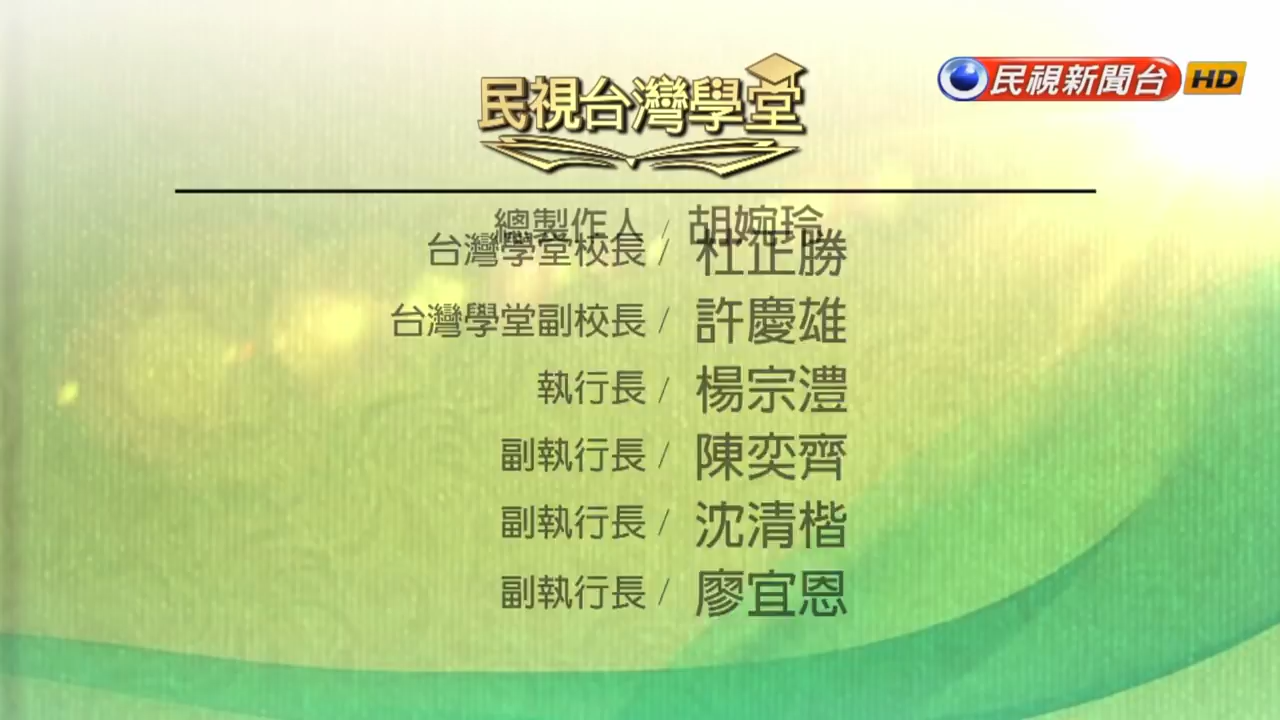 民視台灣學堂
民視新聞台 HD
總製作人 / 胡婉玲
台灣學堂校長 / 杜正勝
台灣學堂副校長 / 許慶雄
執行長 / 楊宗澧
副執行長 / 陳奕齊
副執行長 / 沈清楷
副執行長 / 廖宜恩